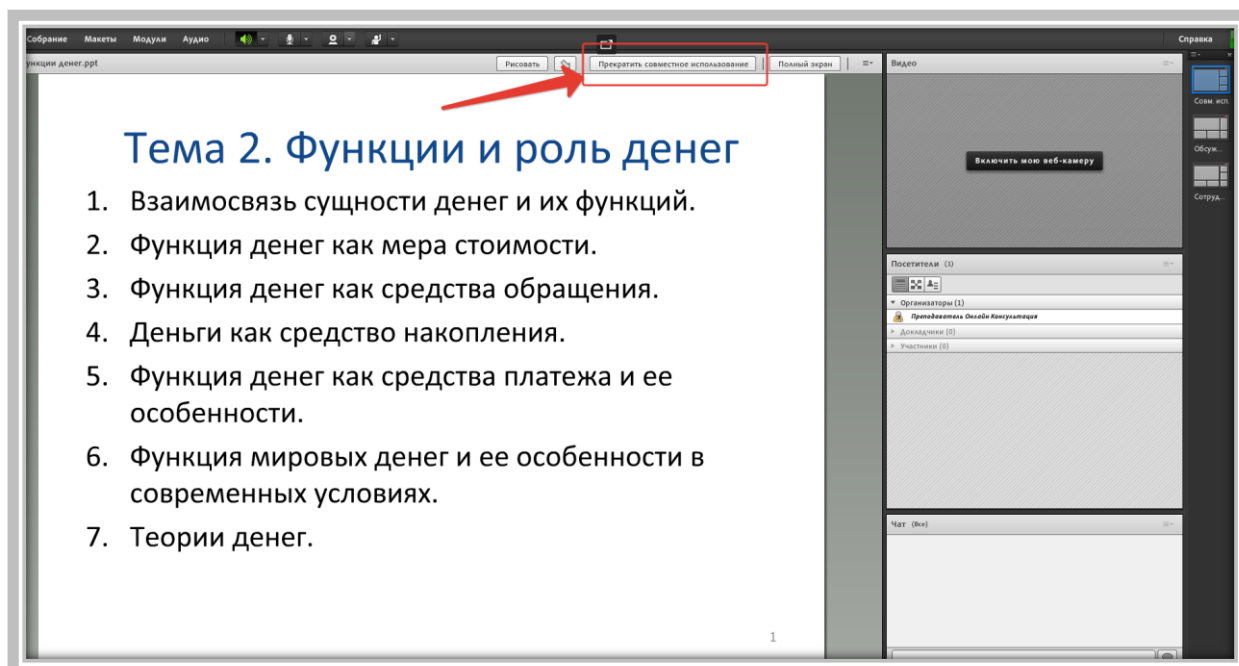 Собрание Макеты Модули Аудио Справка
ункции денег.ppt Рисовать Прекратить совместное использование Полный экран Видео
Тема 2. Функции и роль денег
1. Взаимосвязь сущности денег и их функций.
2. Функция денег как мера стоимости.
3. Функция денег как средства обращения.
4. Деньги как средство накопления.
5. Функция денег как средства платежа и ее
особенности.
6. Функция мировых денег и ее особенности в
современных условиях.
7. Теории денег.
1
Включить мою веб-камеру
Посетители (1)
Организаторы (1)
Преподаватель Онлайн Консультация
Докладчики (0)
Участники (0)
Чат (Все)
Совм. исп.
Обсуж...
Сотруд...